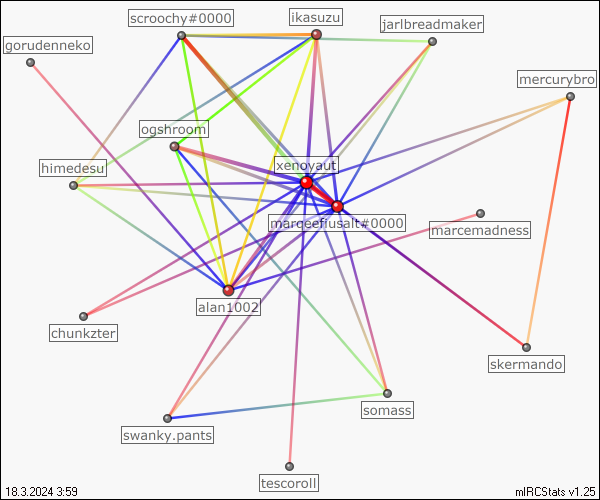 scroochy#0000
ikasuzu
jarlbreadmaker
gorudenneko
mercurybro
ogshroom
xenoyaut
himedesu
margeefiusalt#0000
marcemadness
alan1002
chunkzter
skermando
somass
swanky.pants
tescoroll
18.3.2024 3:59
mIRCStats v1.25